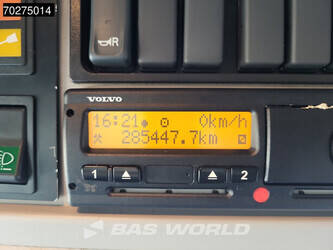 70275014
R
VOLVO
16:21 0km/h
285447.7km
1 2
BAS WORLD